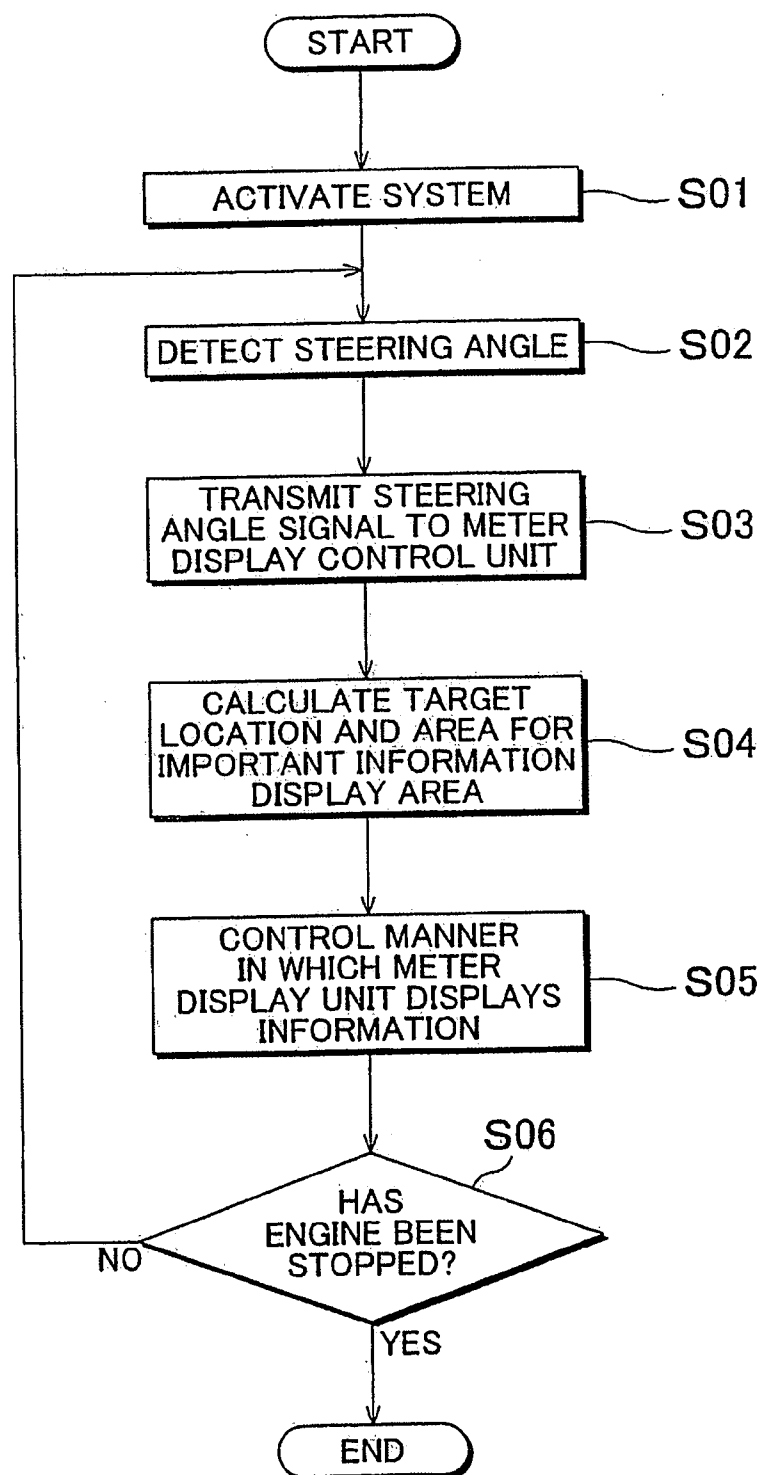 START
ACTIVATE SYSTEM
S01
DETECT STEERING ANGLE
S02
TRANSMIT STEERING
ANGLE SIGNAL TO METER
DISPLAY CONTROL UNIT
S03
CALCULATE TARGET
LOCATION AND AREA FOR
IMPORTANT INFORMATION
DISPLAY AREA
S04
CONTROL MANNER
IN WHICH METER
DISPLAY UNIT DISPLAYS
INFORMATION
S05
S06
HAS
ENGINE BEEN
STOPPED?
NO
YES
END